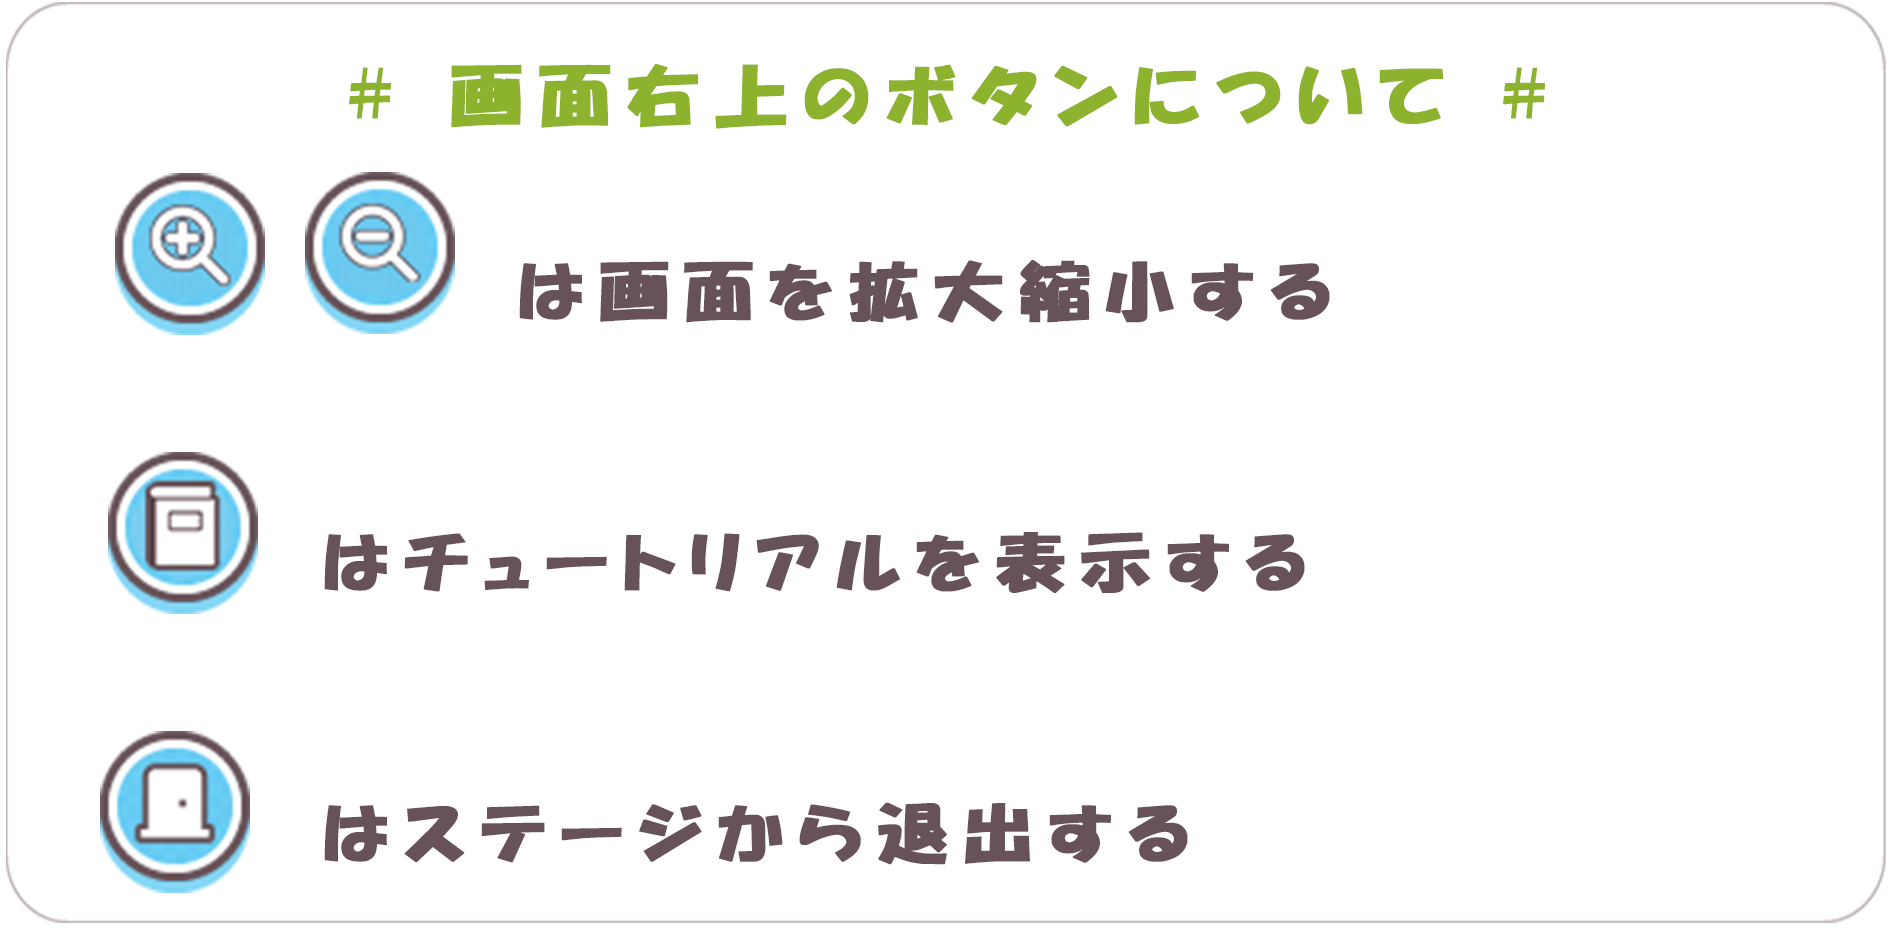 # 画面右上のボタンについて #
は画面を拡大縮小する
はチュートリアルを表示する
はステージから退出する